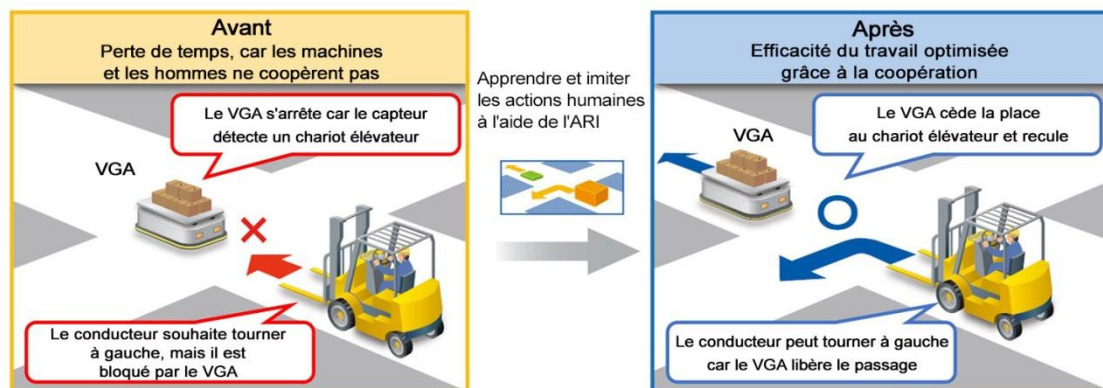 Avant
Perte de temps, car les machines
et les hommes ne coopèrent pas
Le VGA s'arrête car le capteur
détecte un chariot élévateur
VGA
Le conducteur souhaite tourner
à gauche, mais il est
bloqué par le VGA
Apprendre et imiter
les actions humaines
à l'aide de l'ARI
Après
Efficacité du travail optimisée
grâce à la coopération
Le VGA cède la place
au chariot élévateur et recule
VGA
Le conducteur peut tourner à gauche
car le VGA libère le passage